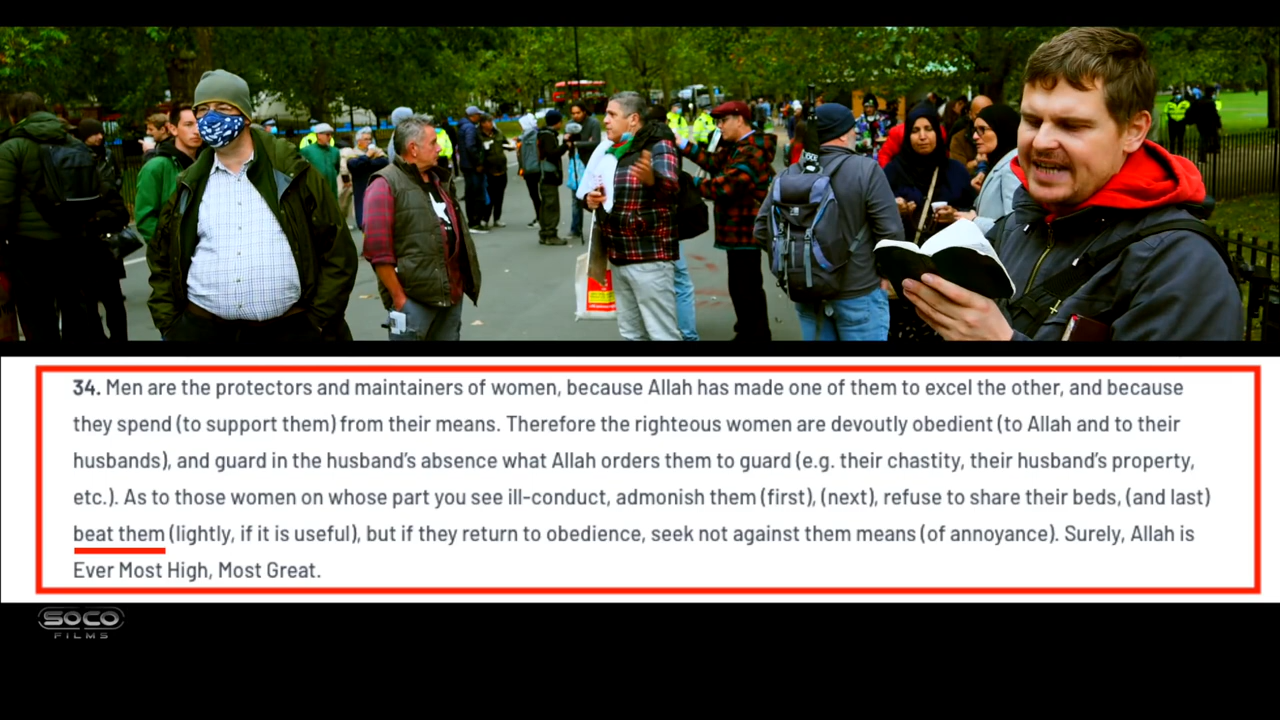 34. Men are the protectors and maintainers of women, because Allah has made one of them to excel the other, and because
they spend (to support them) from their means. Therefore the righteous women are devoutly obedient (to Allah and to their
husbands), and guard in the husband's absence what Allah orders them to guard (e.g. their chastity, their husband's property,
etc.). As to those women on whose part you see ill-conduct, admonish them (first), (next), refuse to share their beds, (and last)
beat them (lightly, if it is useful), but if they return to obedience, seek not against them means (of annoyance). Surely, Allah is
Ever Most High, Most Great.
SOCO
FILMS